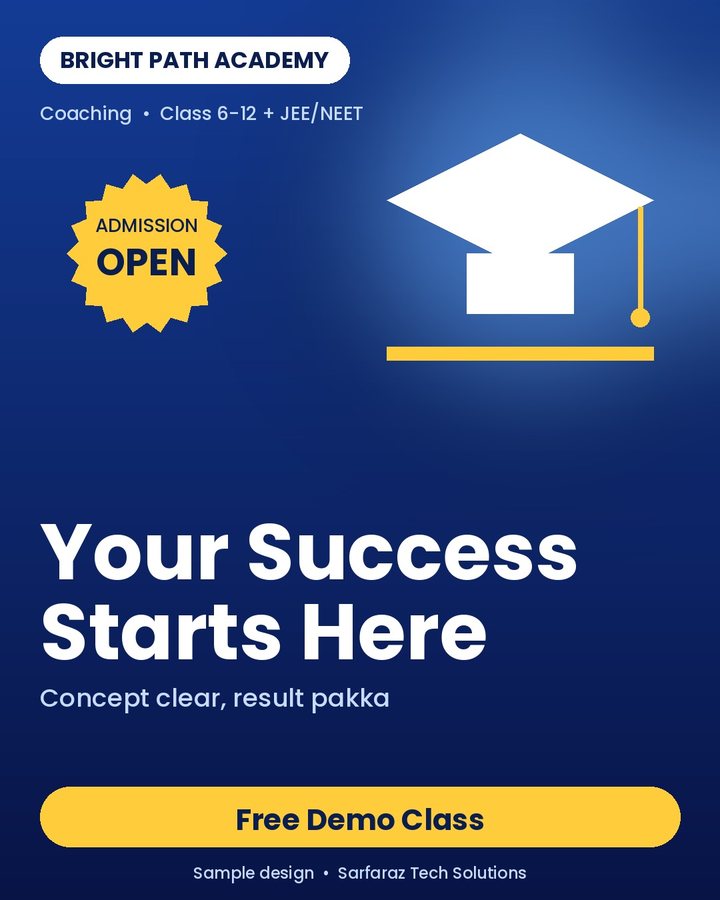 BRIGHT PATH ACADEMY
Coaching • Class 6-12 + JEE/NEET
ADMISSION
OPEN
Your Success
Starts Here
Concept clear, result pakka
Free Demo Class
Sample design • Sarfaraz Tech Solutions